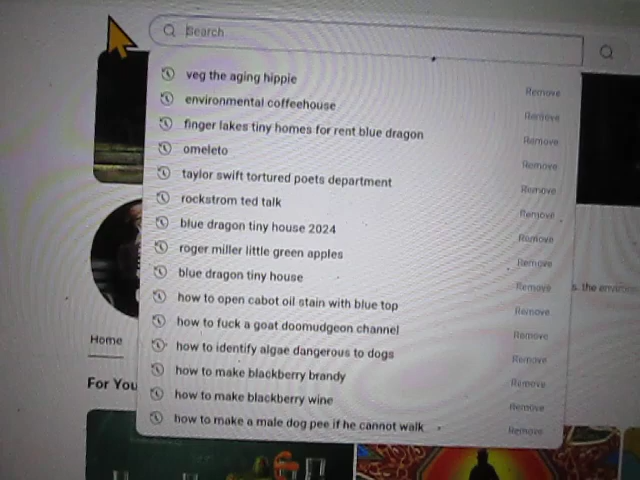 Search
veg the aging hippie
Remove
environmental coffeehouse
Remove
finger lakes tiny homes for rent blue dragon
Remove
omeleto
Remove
taylor swift tortured poets department
Remove
rockstrom ted talk
Remove
blue dragon tiny house 2024
Remove
roger miller little green apples
Remove
blue dragon tiny house
Remove
s, the environ
how to open cabot oil stain with blue top
Remove
how to fuck a goat doomudgeon channel
Remove
Home
how to identify algae dangerous to dogs
Remove
how to make blackberry brandy
Remove
For You
how to make blackberry wine
Remove
how to make a male dog pee if he cannot walk
Remove